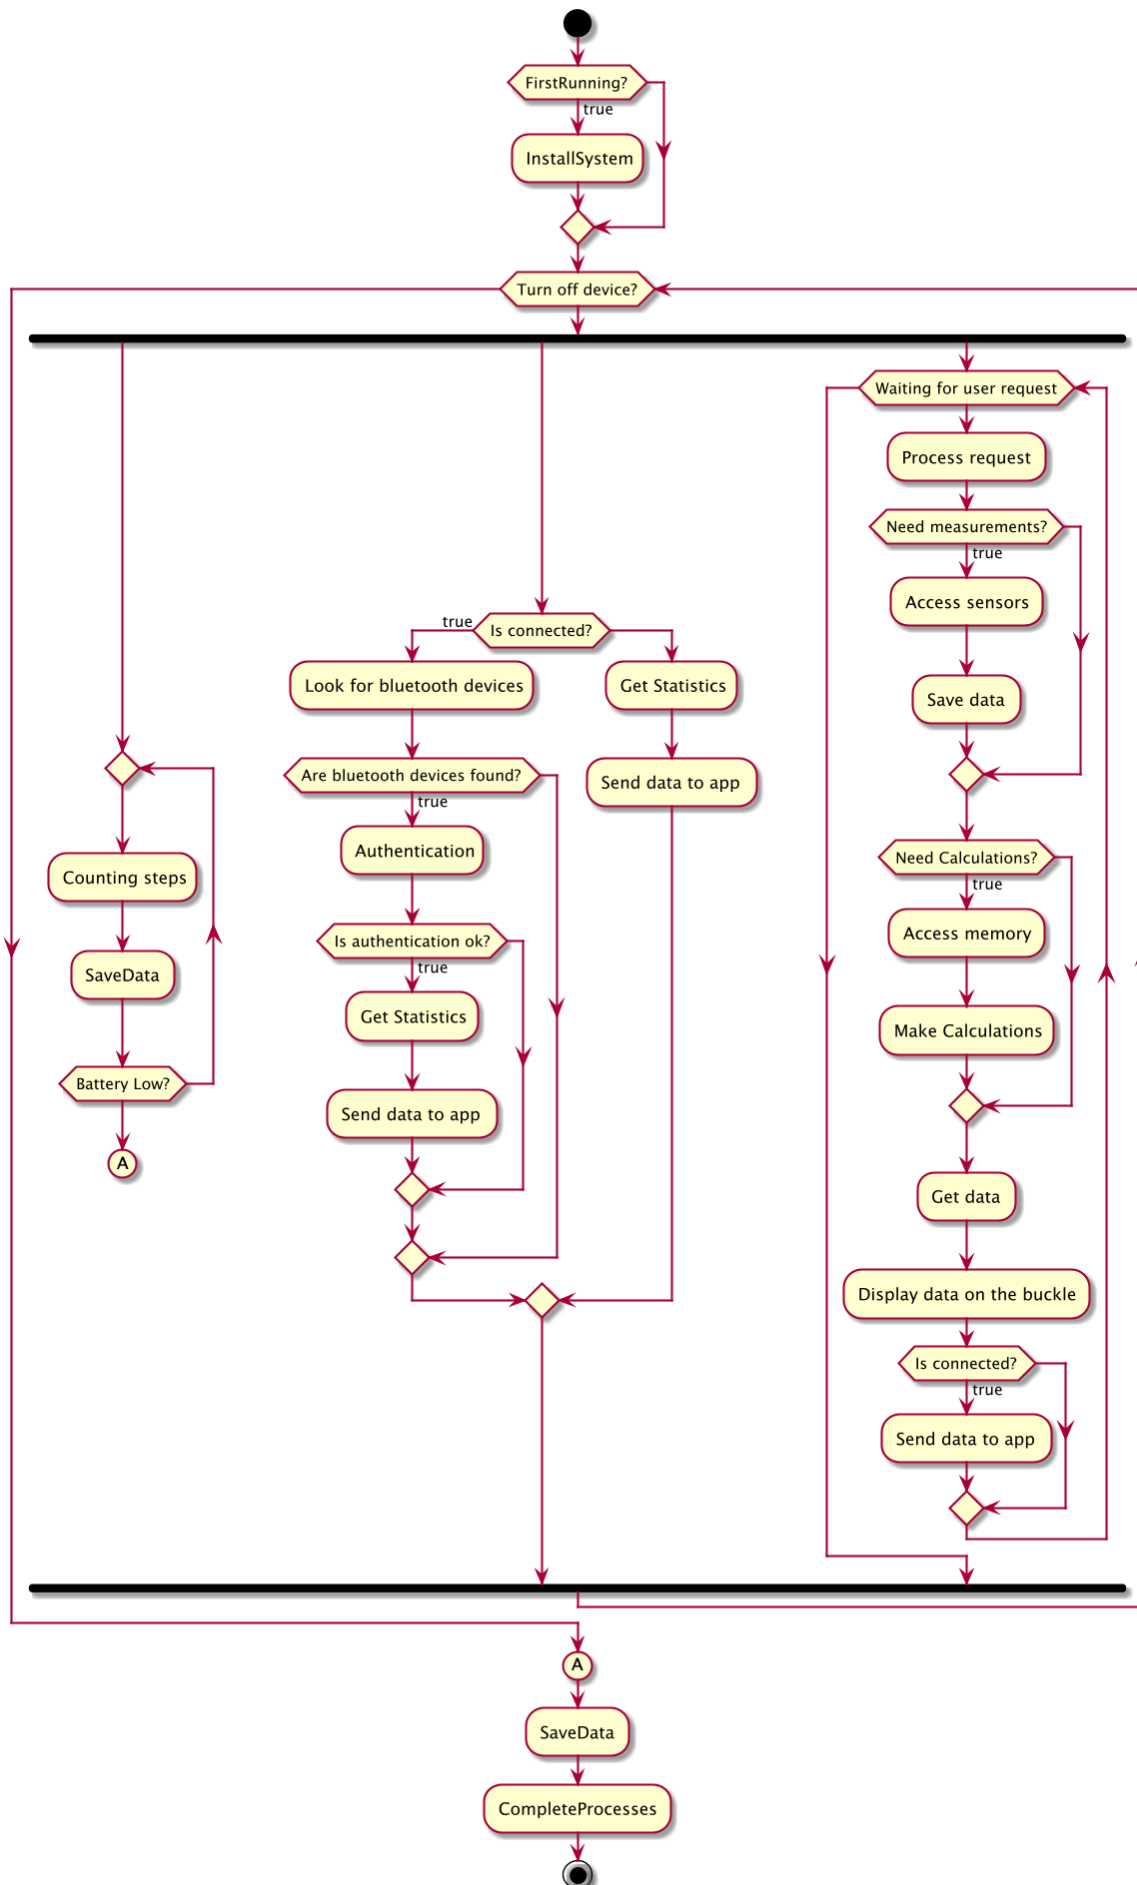 FirstRunning?
true
InstallSystem
Turn off device?
Counting steps
SaveData
Battery Low?
A
Is connected?
true
Look for bluetooth devices
Are bluetooth devices found?
true
Authentication
Is authentication ok?
true
Get Statistics
Send data to app
Get Statistics
Send data to app
Waiting for user request
Process request
Need measurements?
true
Access sensors
Save data
Need Calculations?
true
Access memory
Make Calculations
Get data
Display data on the buckle
Is connected?
true
Send data to app
A
SaveData
CompleteProcesses